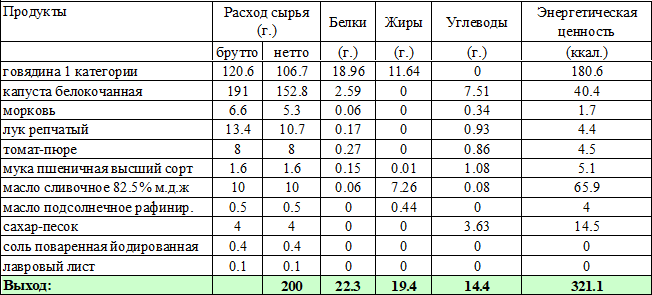 Продукты Расход сырья Белки Жиры Углеводы Энергетическая
(г.) ценность
брутто нетто (г.) (г.) (г.) (ккал.)
говядина 1 категории 120.6 106.7 18.96 11.64 0 180.6
капуста белокочанная 191 152.8 2.59 0 7.51 40.4
морковь 6.6 5.3 0.06 0 0.34 1.7
лук репчатый 13.4 10.7 0.17 0 0.93 4.4
томат-пюре 8 8 0.27 0 0.86 4.5
мука пшеничная высший сорт 1.6 1.6 0.15 0.01 1.08 5.1
масло сливочное 82.5% м.д.ж 10 10 0.06 7.26 0.08 65.9
масло подсолнечное рафинир. 0.5 0.5 0 0.44 0 4
сахар-песок 4 4 0 0 3.63 14.5
соль поваренная йодированная 0.4 0.4 0 0 0 0
лавровый лист 0.1 0.1 0 0 0 0
Выход: 200 22.3 19.4 14.4 321.1